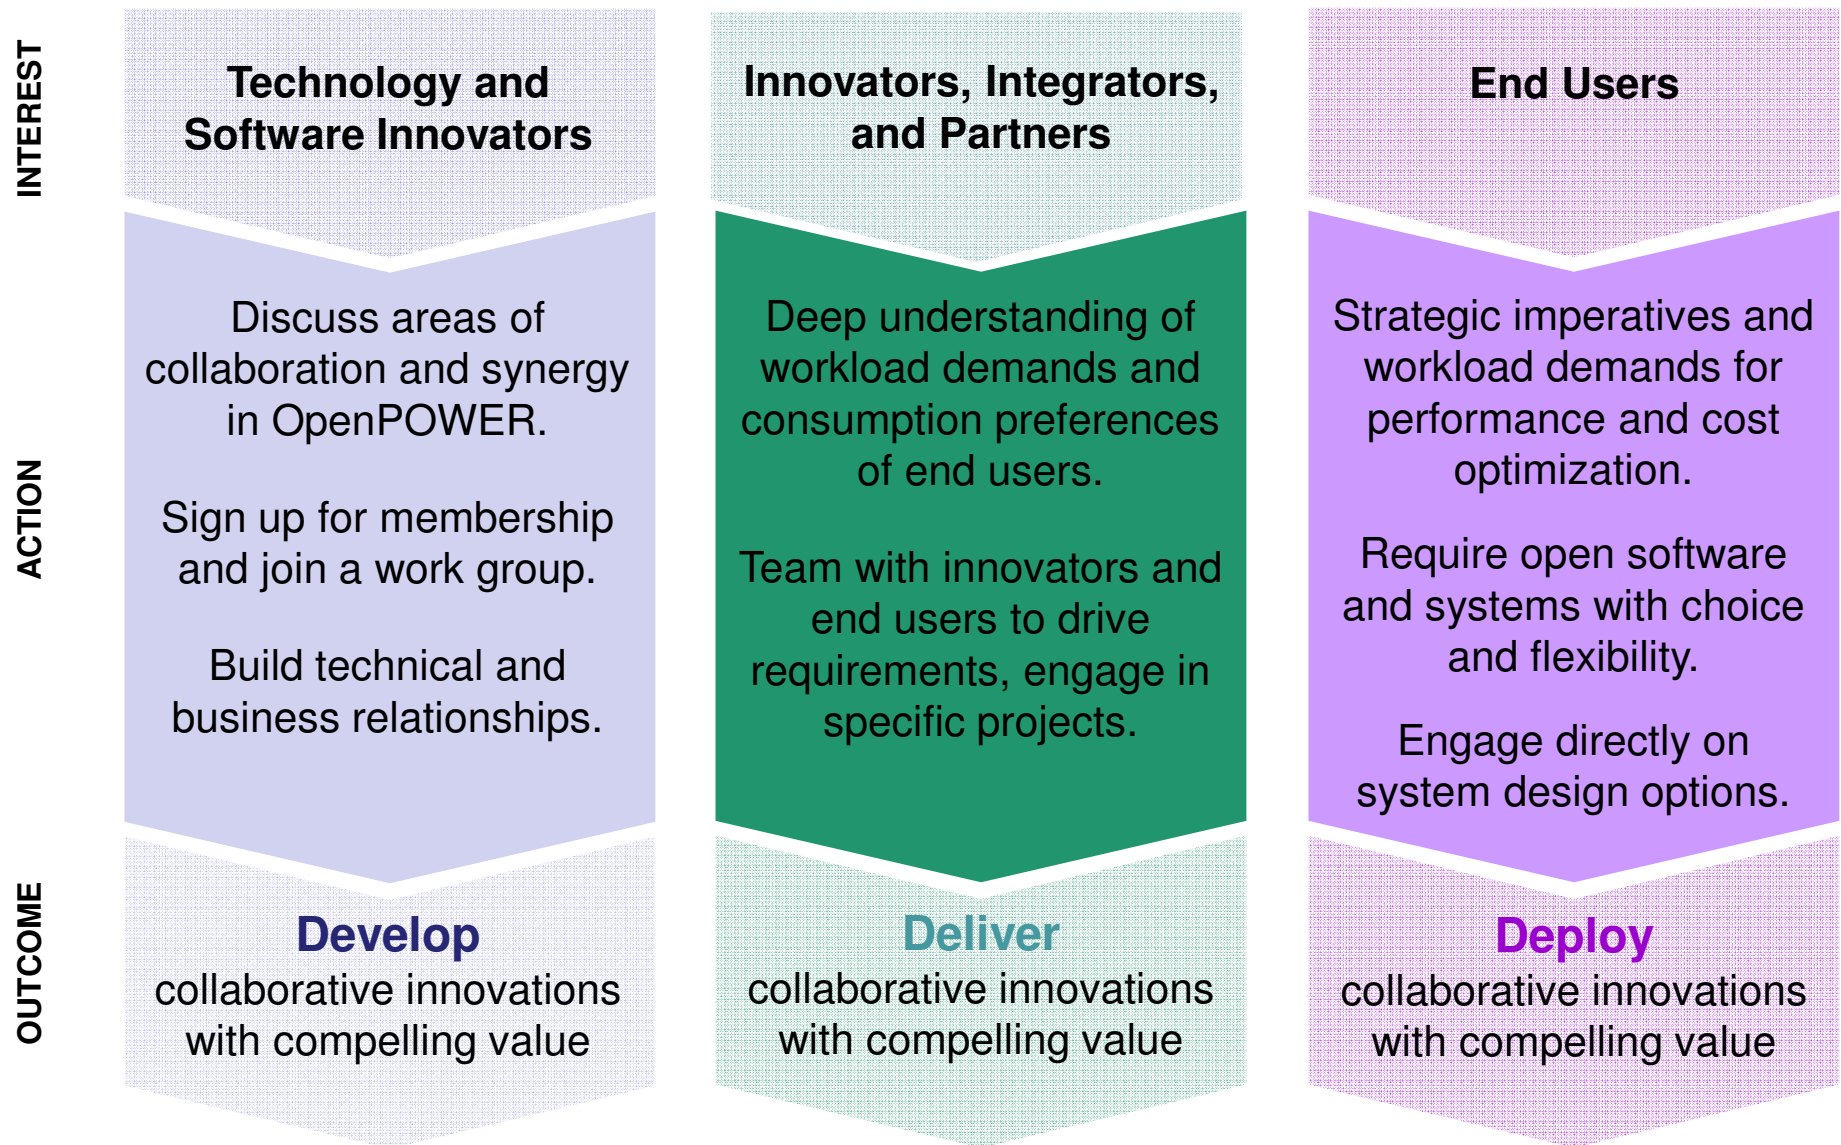 INTEREST
Technology and
Software Innovators
Innovators, Integrators,
and Partners
End Users
ACTION
Discuss areas of
collaboration and synergy
in OpenPOWER.
Sign up for membership
and join a work group.
Build technical and
business relationships.
Deep understanding of
workload demands and
consumption preferences
of end users.
Team with innovators and
end users to drive
requirements, engage in
specific projects.
Strategic imperatives and
workload demands for
performance and cost
optimization.
Require open software
and systems with choice
and flexibility.
Engage directly on
system design options.
OUTCOME
Develop
collaborative innovations
with compelling value
Deliver
collaborative innovations
with compelling value
Deploy
collaborative innovations
with compelling value